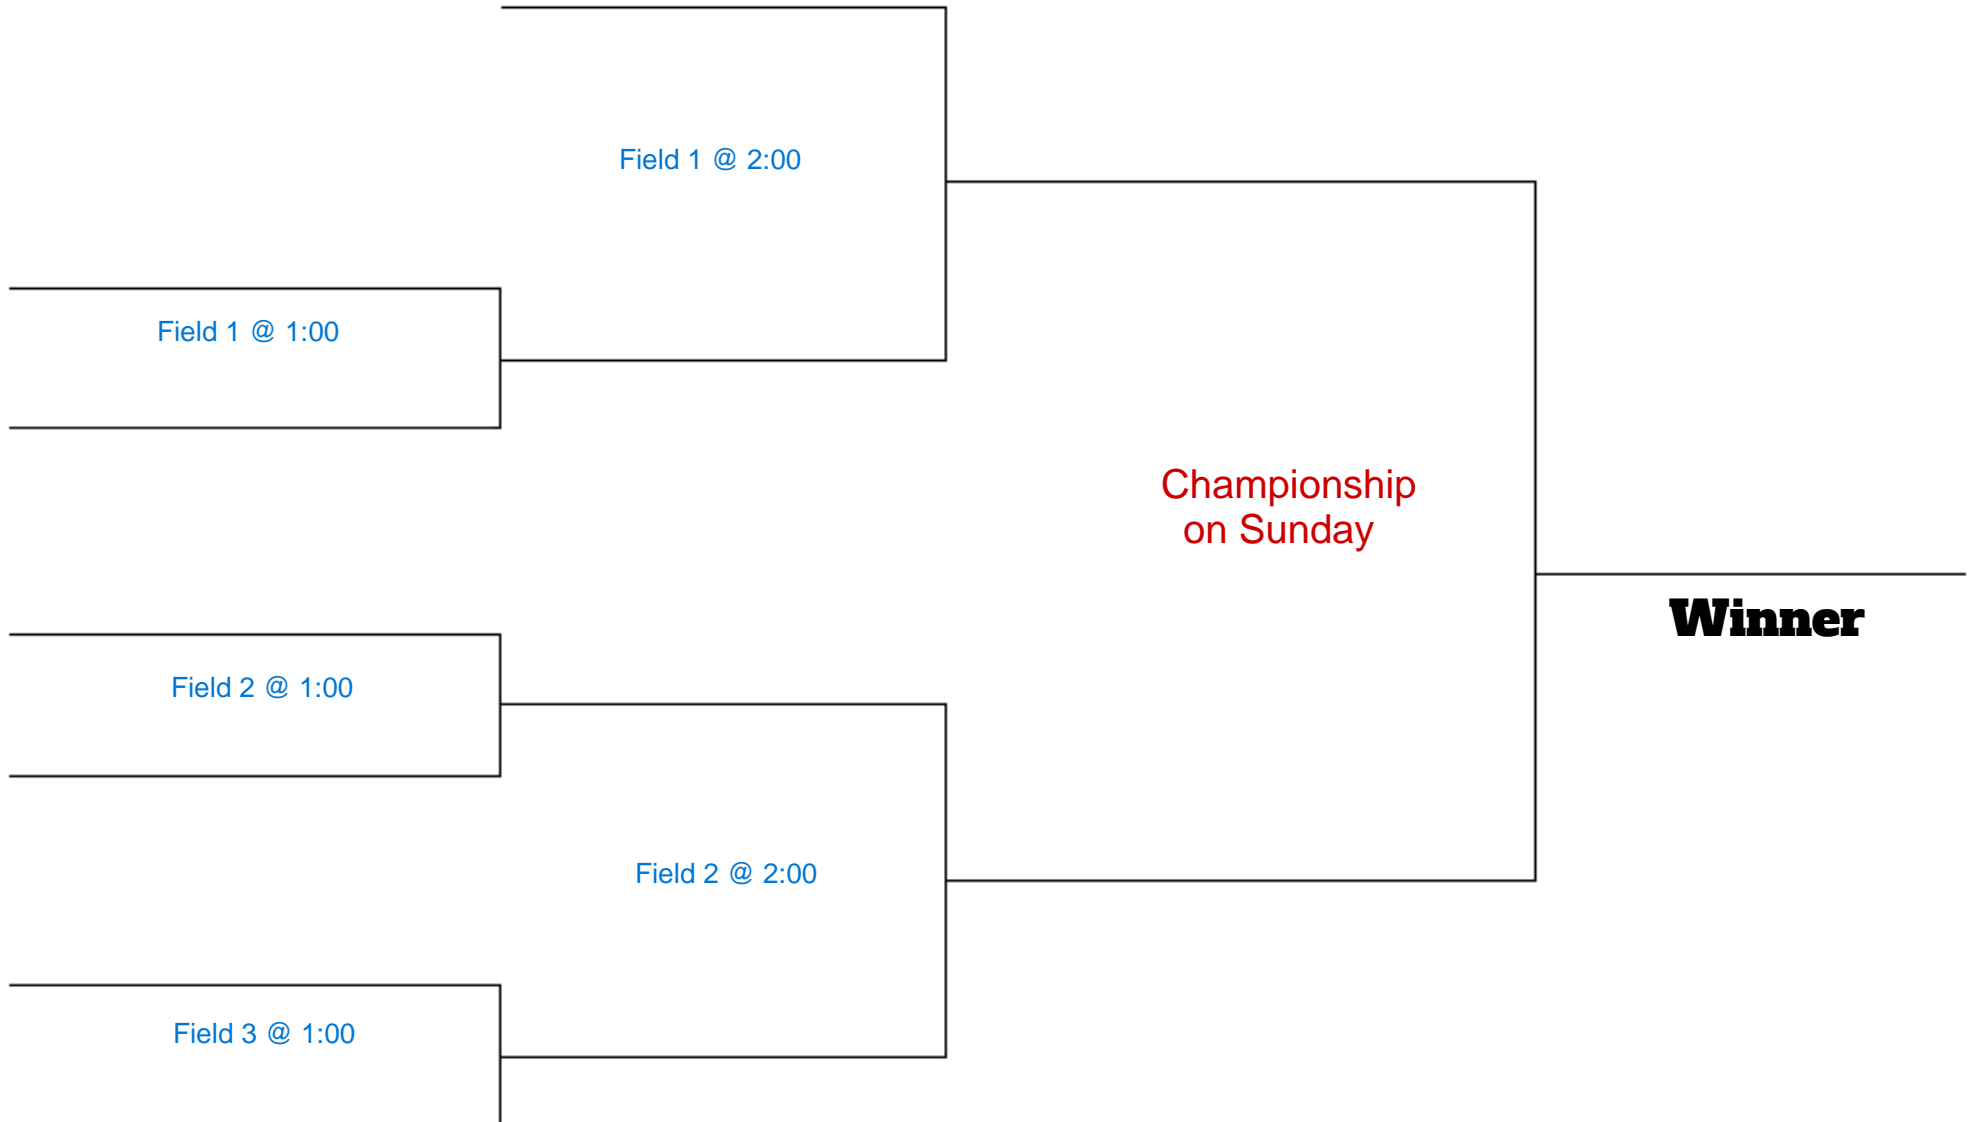 Field 1 @ 2:00
Field 1 @ 1:00
Championship
on Sunday
Winner
Field 2 @ 1:00
Field 2 @ 2:00
Field 3 @ 1:00